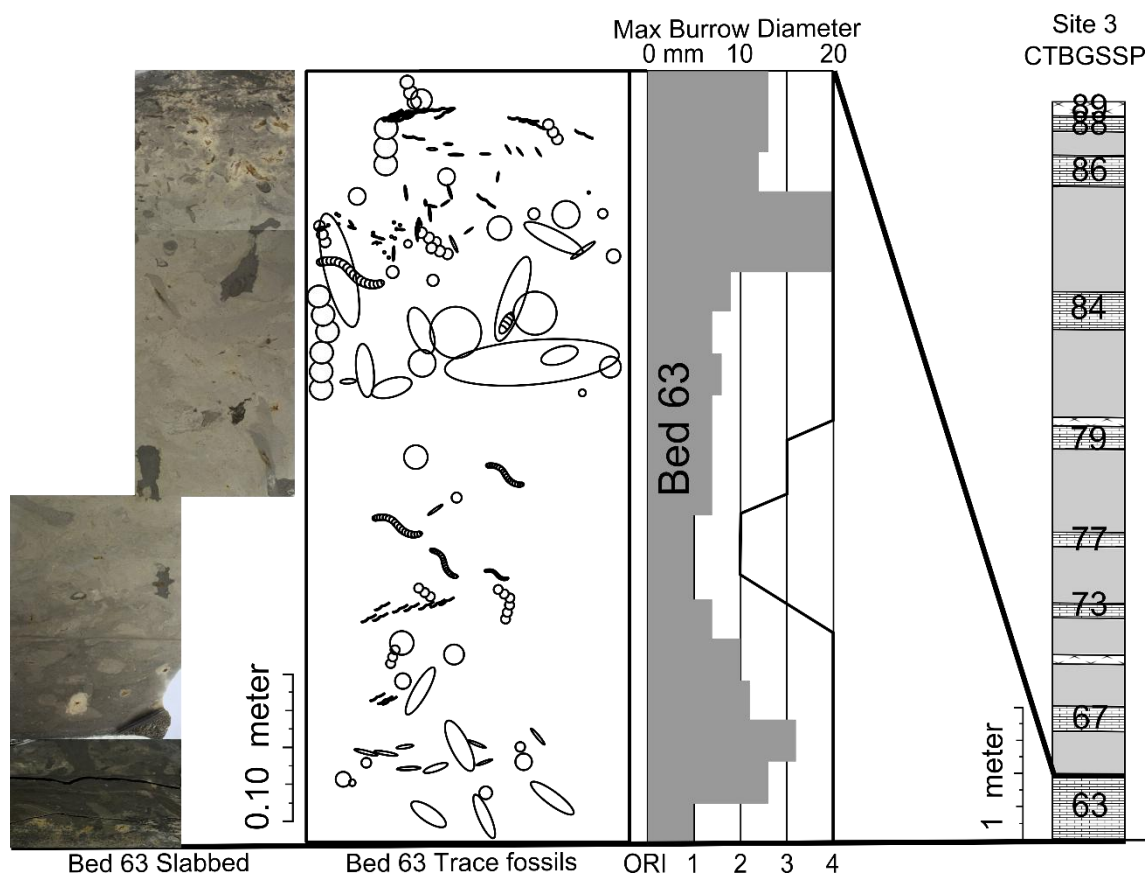 Max Burrow Diameter
0 mm 10 20
Site 3
CTBGSSP
89
88
86
84
79
77
73
67
63
Bed 63
0.10 meter
1 meter
Bed 63 Slabbed
Bed 63 Trace fossils
ORI 1 2 3 4